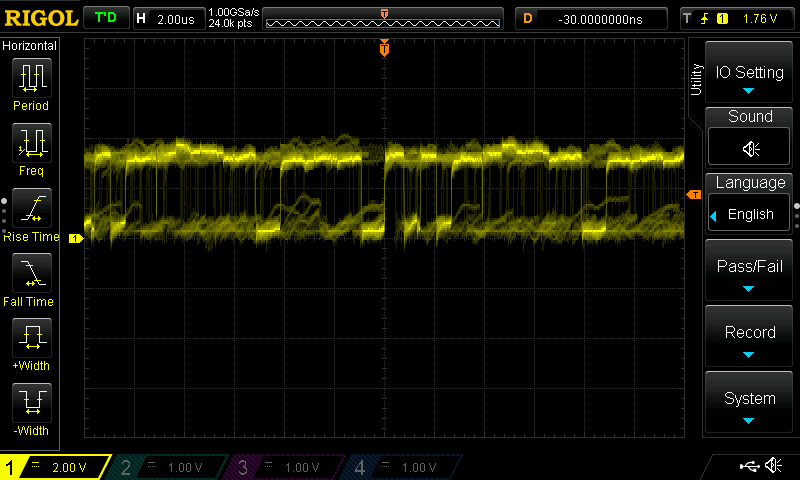 RIGOL T'D H 2.00us 1.00GSa/s 24.0k pts T D -30.0000000ns T 1 1.76 V
Horizontal
Period
Freq
Rise Time
Fall Time
+Width
-Width
T
T
1
Utility
IO Setting
Sound
Language
English
Pass/Fail
Record
System
1 2.00 V 2 1.00 V 3 1.00 V 4 1.00 V